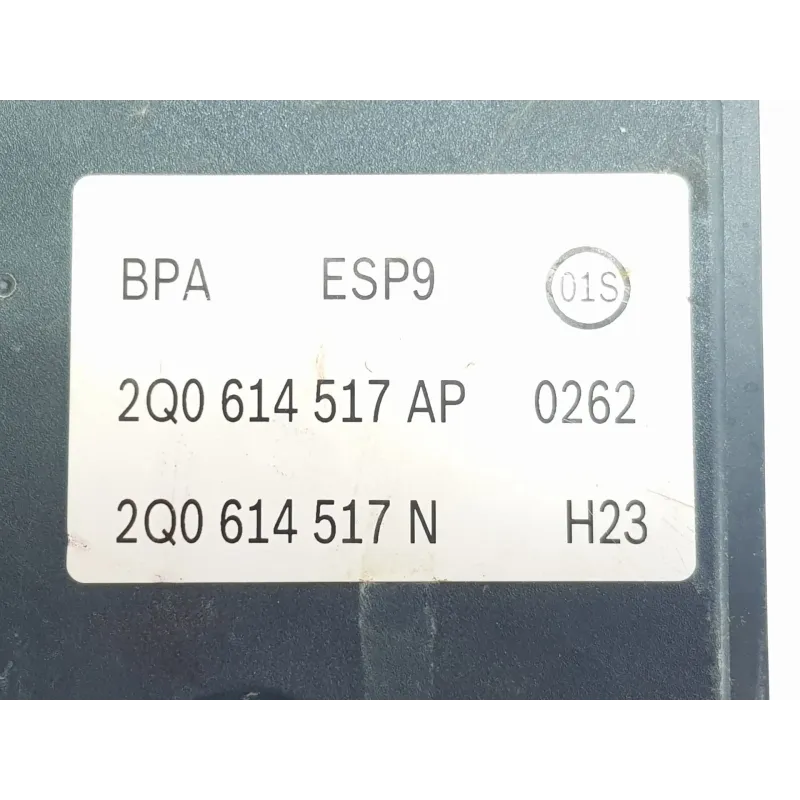 BPA ESP9 01S
2Q0 614 517 AP 0262
2Q0 614 517 N H23